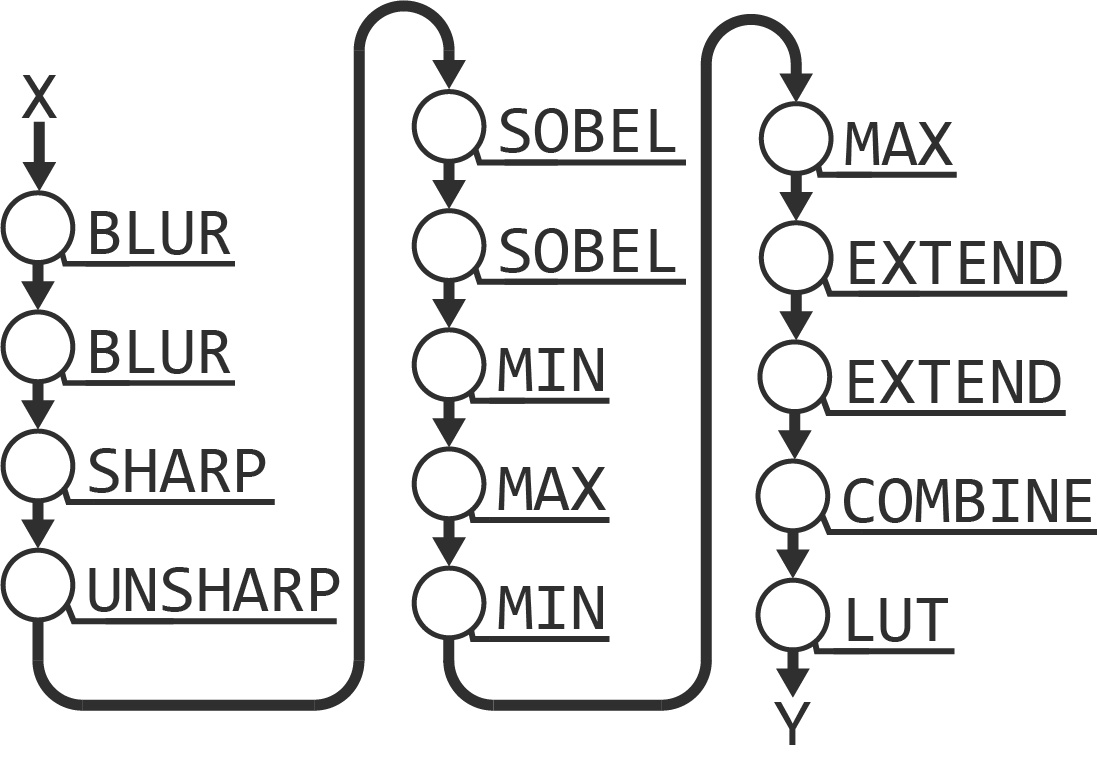 X
BLUR
BLUR
SHARP
UNSHARP
SOBEL
SOBEL
MIN
MAX
MIN
MAX
EXTEND
EXTEND
COMBINE
LUT
Y